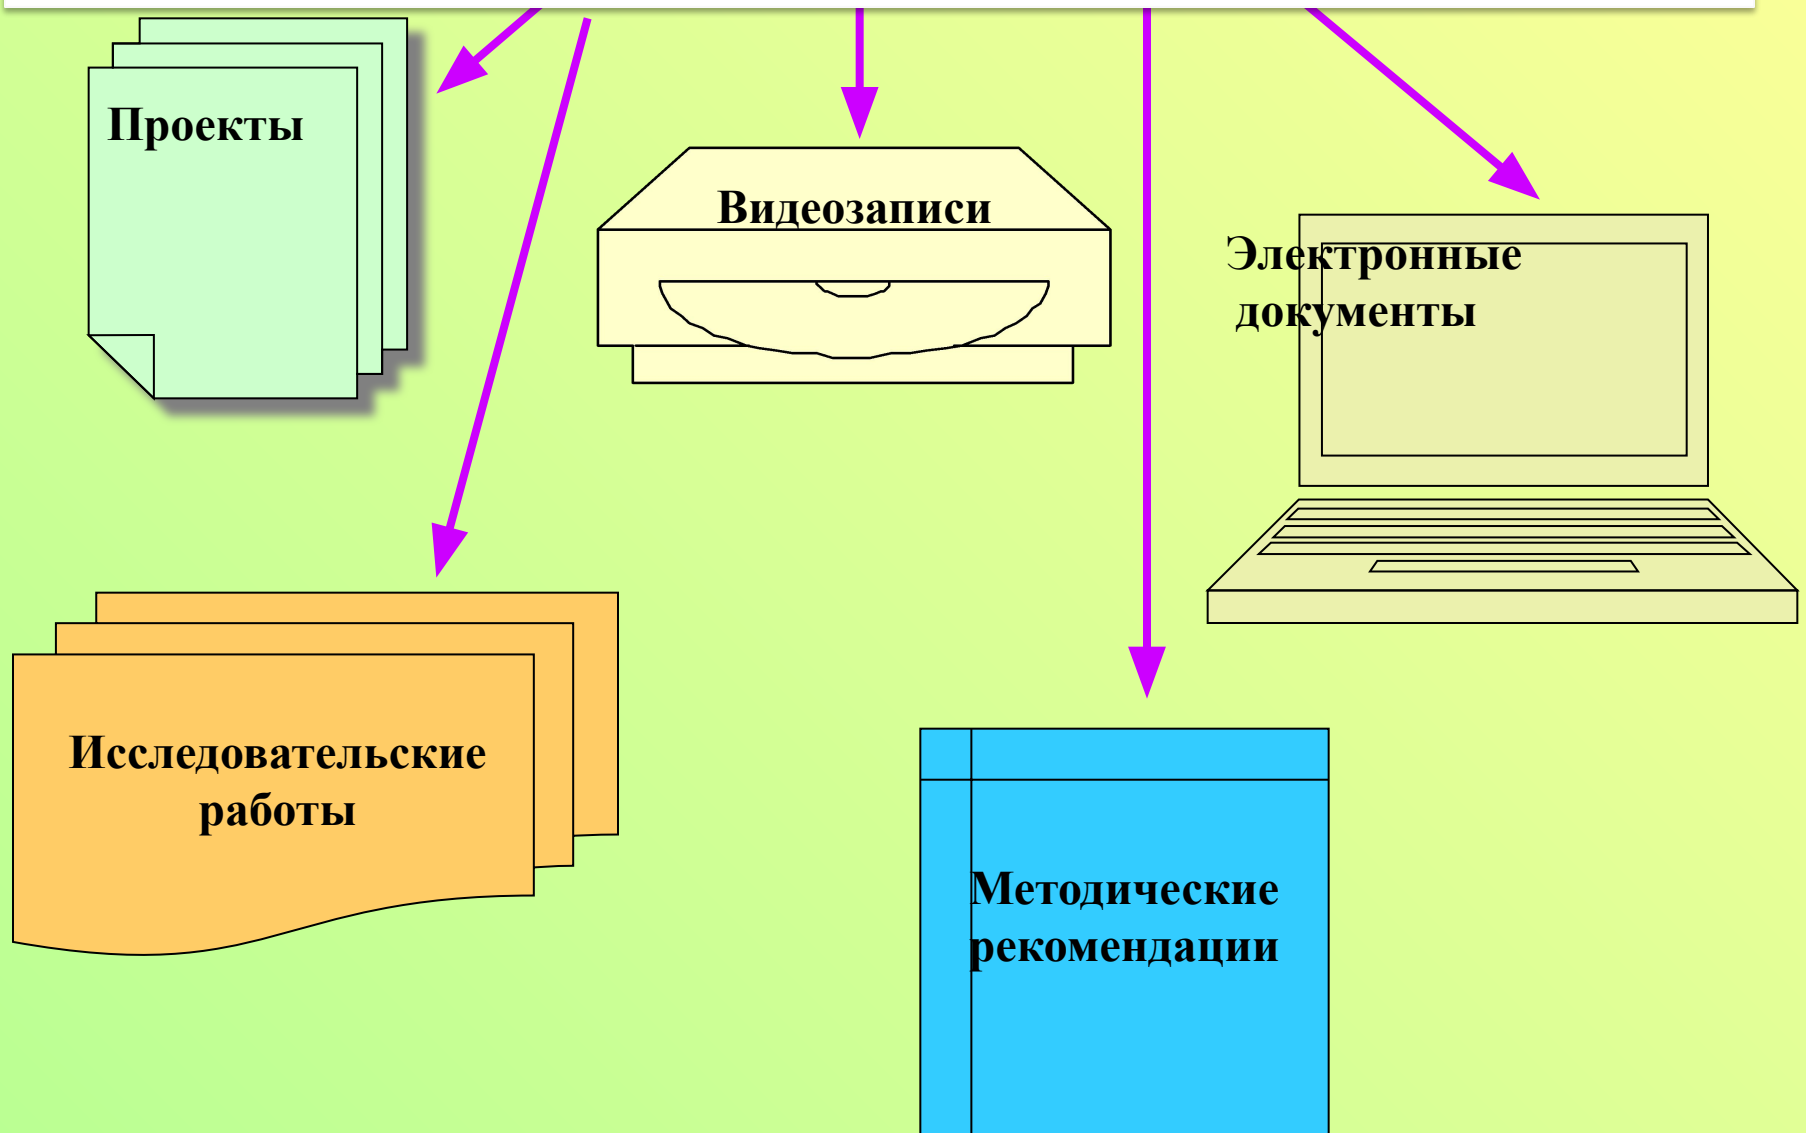 Проекты
Видеозаписи
Электронные
документы
Исследовательские
работы
Методические
рекомендации